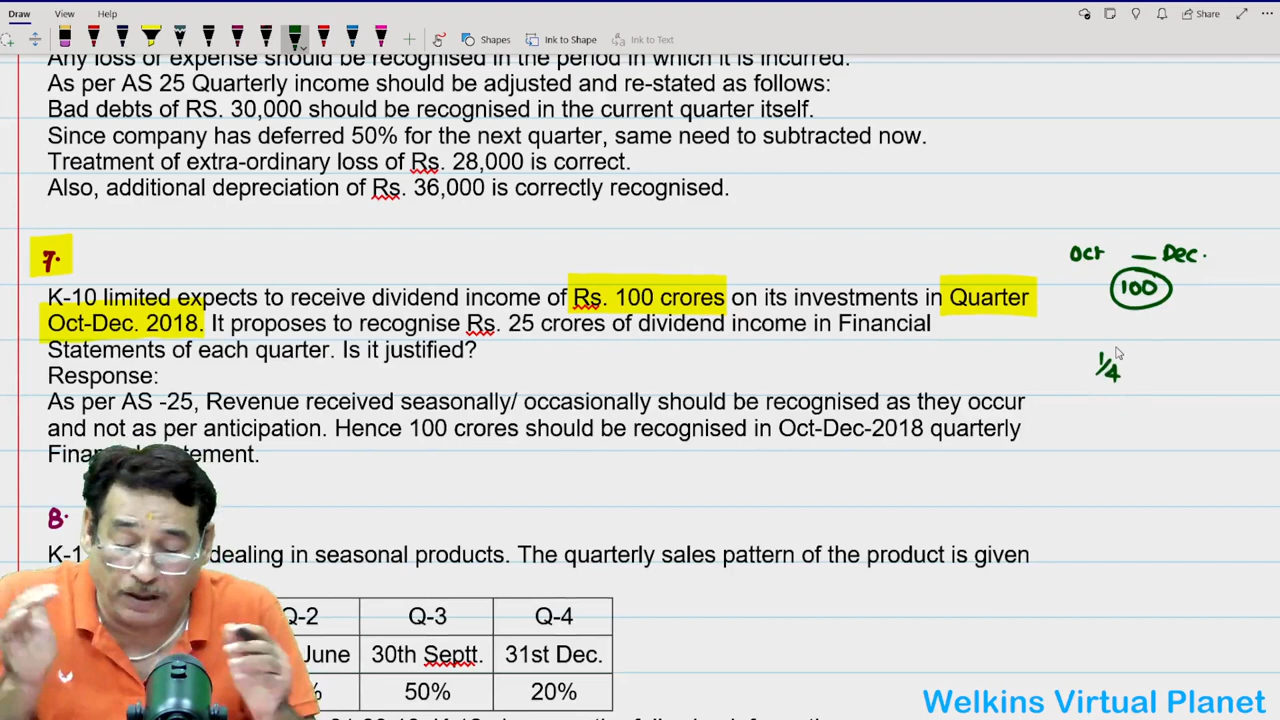 Draw View Help
Share
Shapes Ink to Shape Ink to Text
Any loss or expense should be recognised in the period in which it is incurred.
As per AS 25 Quarterly income should be adjusted and re-stated as follows:
Bad debts of RS. 30,000 should be recognised in the current quarter itself.
Since company has deferred 50% for the next quarter, same need to subtracted now.
Treatment of extra-ordinary loss of Rs. 28,000 is correct.
Also, additional depreciation of Rs. 36,000 is correctly recognised.
7.
Oct — Dec.
100
K-10 limited expects to receive dividend income of Rs. 100 crores on its investments in Quarter
Oct-Dec. 2018. It proposes to recognise Rs. 25 crores of dividend income in Financial
Statements of each quarter. Is it justified?
1/4
Response:
As per AS -25, Revenue received seasonally/ occasionally should be recognised as they occur
and not as per anticipation. Hence 100 crores should be recognised in Oct-Dec-2018 quarterly
8.
dealing in seasonal products. The quarterly sales pattern of the product is given
Q-2 Q-3 Q-4
June 30th Septt. 31st Dec.
50% 20%
Welkins Virtual Planet